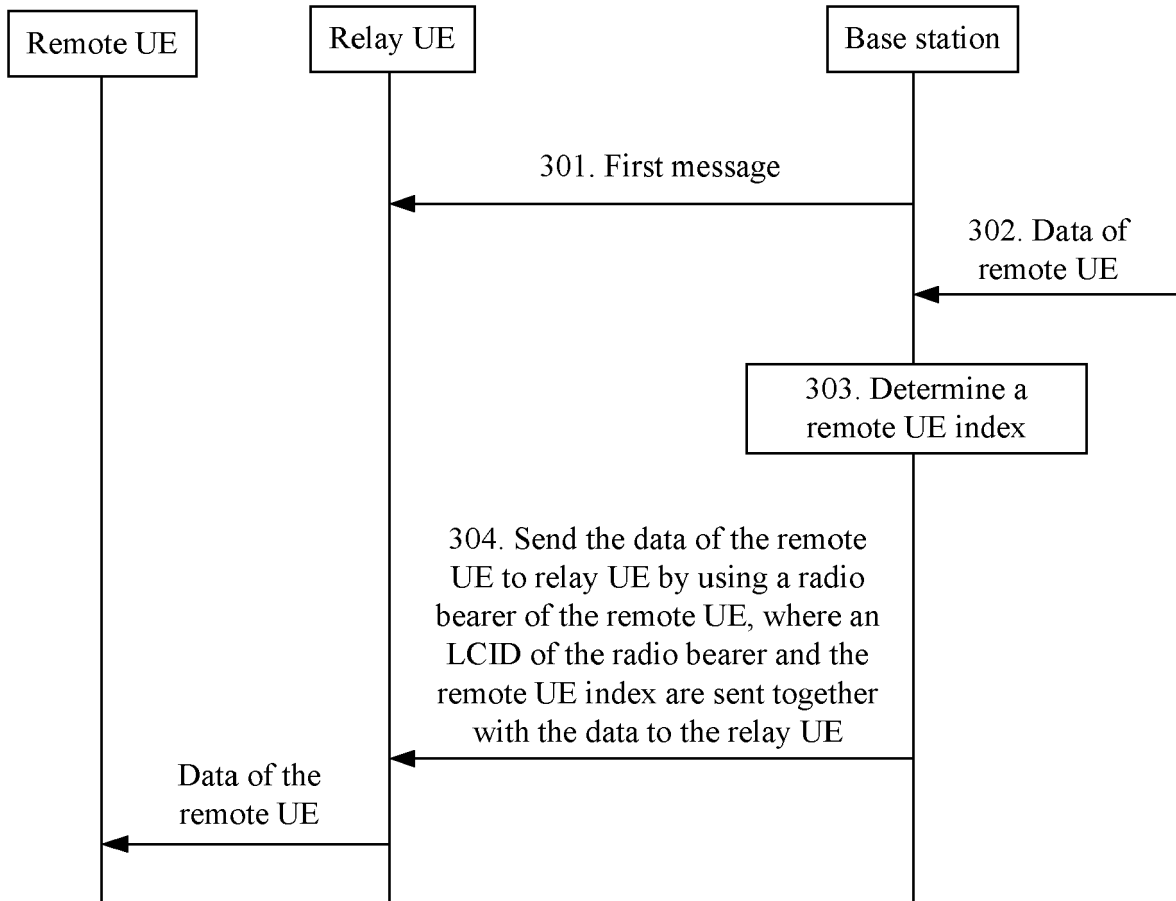 Remote UE
Relay UE
Base station
301. First message
302. Data of
remote UE
303. Determine a
remote UE index
304. Send the data of the remote
UE to relay UE by using a radio
bearer of the remote UE, where an
LCID of the radio bearer and the
remote UE index are sent together
with the data to the relay UE
Data of the
remote UE